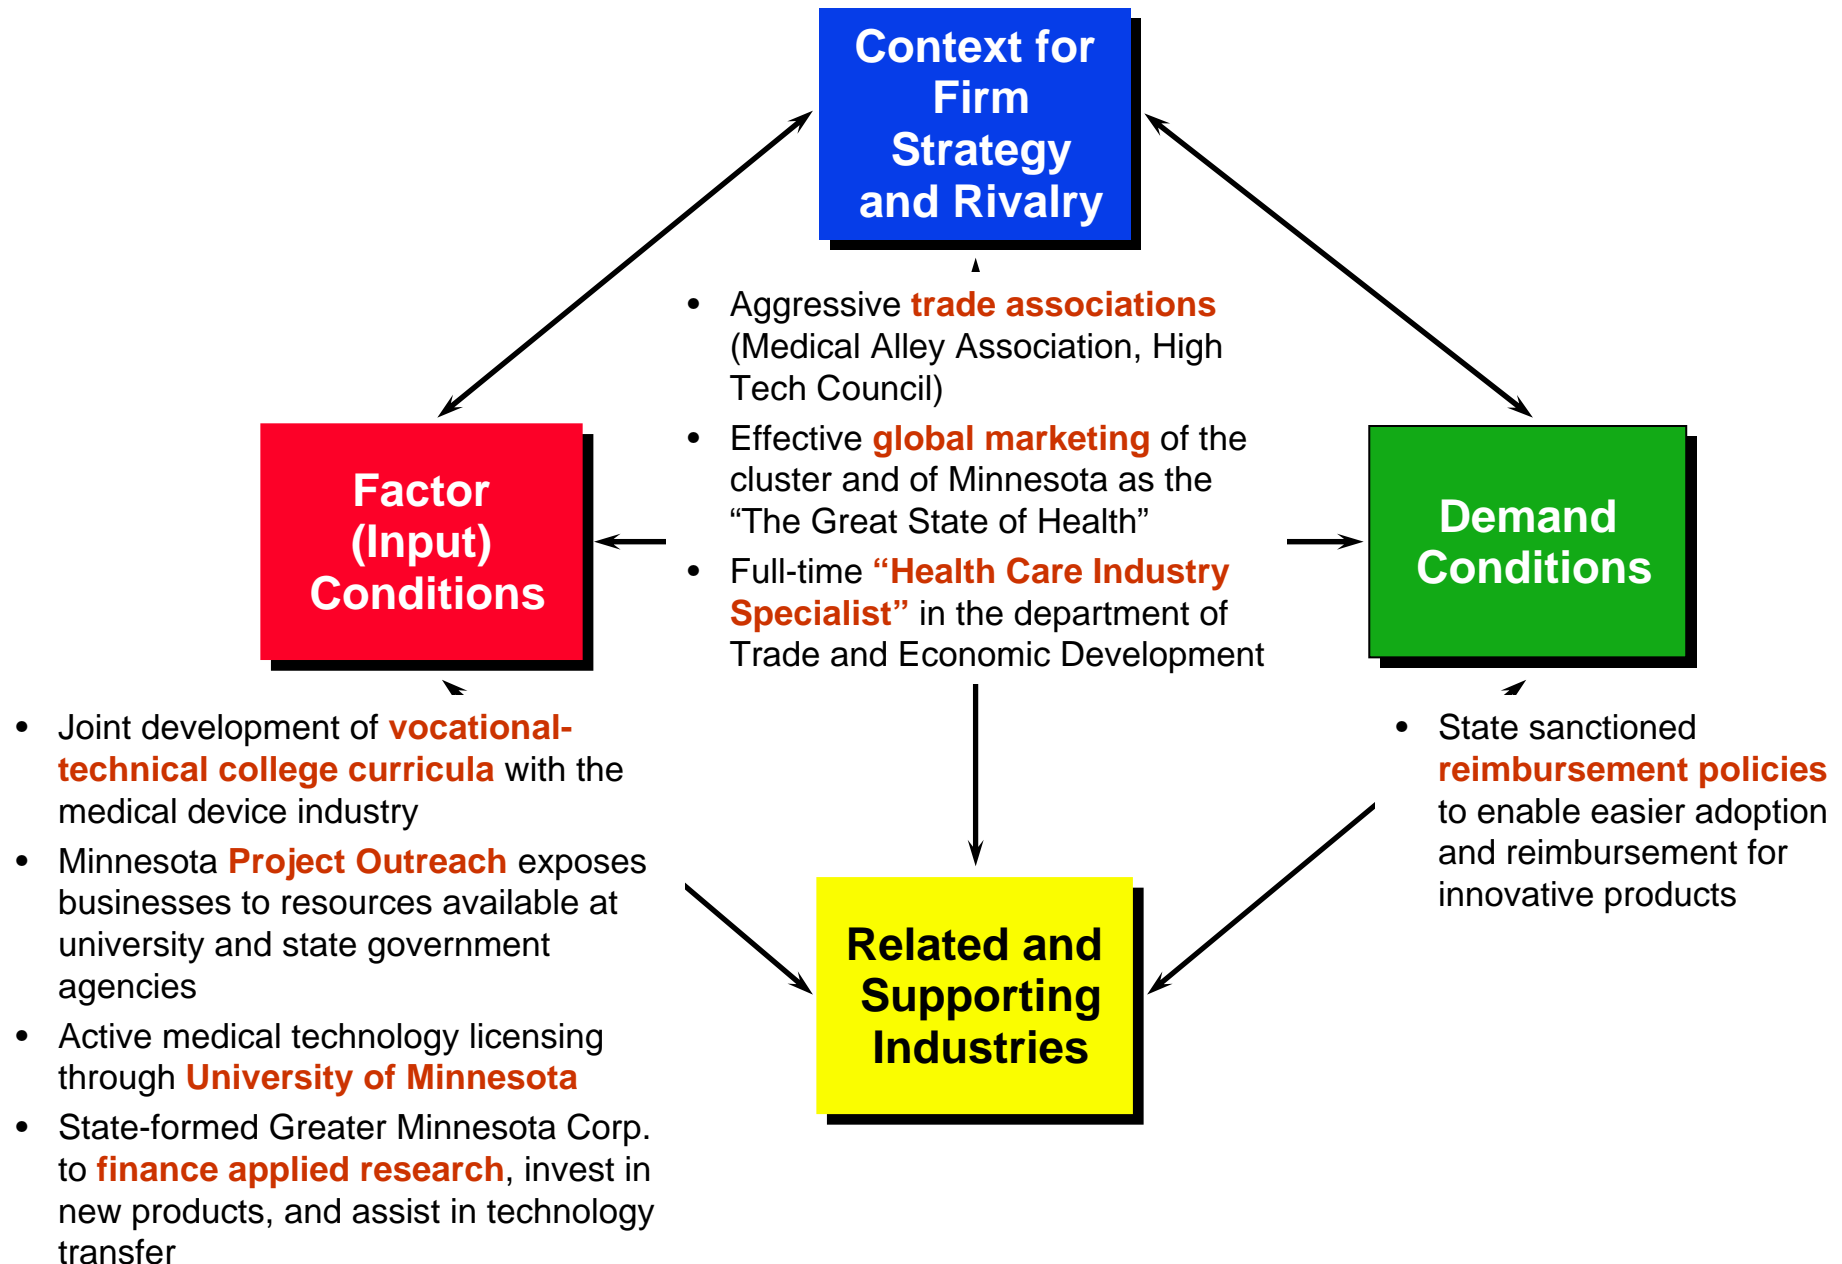 Context for
Firm
Strategy
and Rivalry
• Aggressive trade associations
(Medical Alley Association, High
Tech Council)
• Effective global marketing of the
cluster and of Minnesota as the
“The Great State of Health”
• Full-time “Health Care Industry
Specialist” in the department of
Trade and Economic Development
Factor
(Input)
Conditions
Demand
Conditions
• Joint development of vocational-
technical college curricula with the
medical device industry
• Minnesota Project Outreach exposes
businesses to resources available at
university and state government
agencies
• Active medical technology licensing
through University of Minnesota
• State-formed Greater Minnesota Corp.
to finance applied research, invest in
new products, and assist in technology
transfer
• State sanctioned
reimbursement policies
to enable easier adoption
and reimbursement for
innovative products
Related and
Supporting
Industries